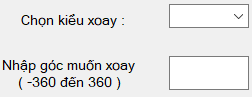 Chọn kiểu xoay :
Nhập góc muốn xoay
( -360 đến 360 )